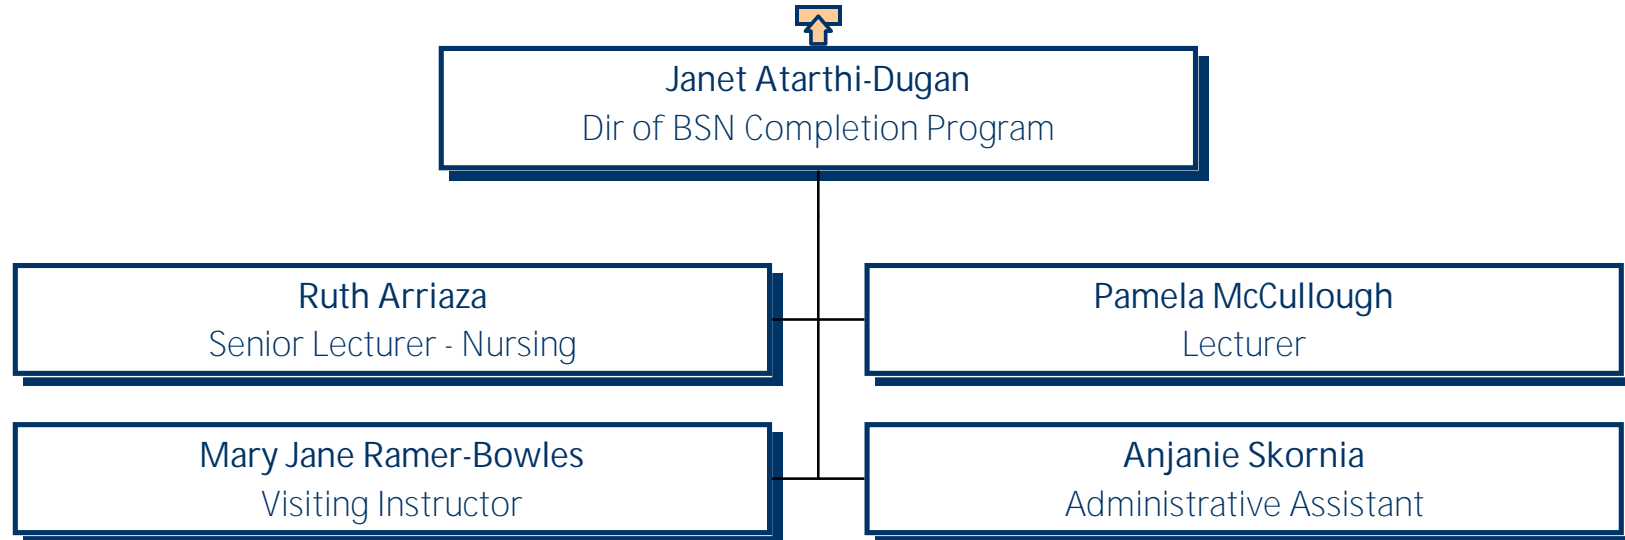 Janet Atarthi-Dugan
Dir of BSN Completion Program
Ruth Arriaza
Senior Lecturer - Nursing
Pamela McCullough
Lecturer
Mary Jane Ramer-Bowles
Visiting Instructor
Anjanie Skornia
Administrative Assistant